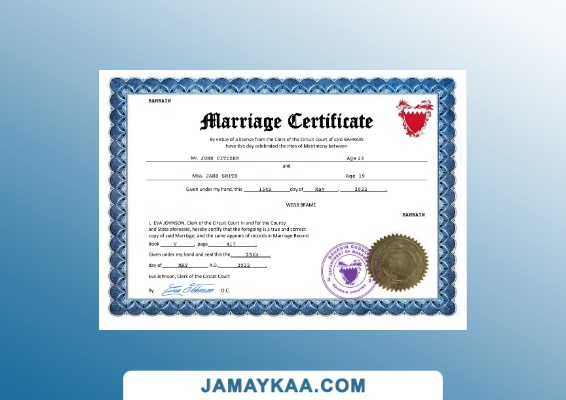 BAHRAIN
Marriage Certificate
By virtue of a license from the Clerk of the Circuit Court of said BAHRAIN
have this day celebrated the rites of Matrimony between
Mr. JOHN CITIZEN Age 23
and
Miss JANE SMITH Age 19
Given under my hand, this 15th day of May , 2022 .
WEBB BRAME
BAHRAIN
I, EVA JOHNSON, Clerk of the Circuit Court in and for the County
and State aforesaid, hereby certify that the foregoing is a true and correct
copy of said Marriage, and the same appears of records in Marriage Record
Book V , page 417
Given under my hand and seal this the 25th
day of MAY A.D., 2022 .
Eva Johnson, Clerk of the Circuit Court
By Eva Johnson D.C.
BAHRAIN COUNTY
JAMAYKAA.COM